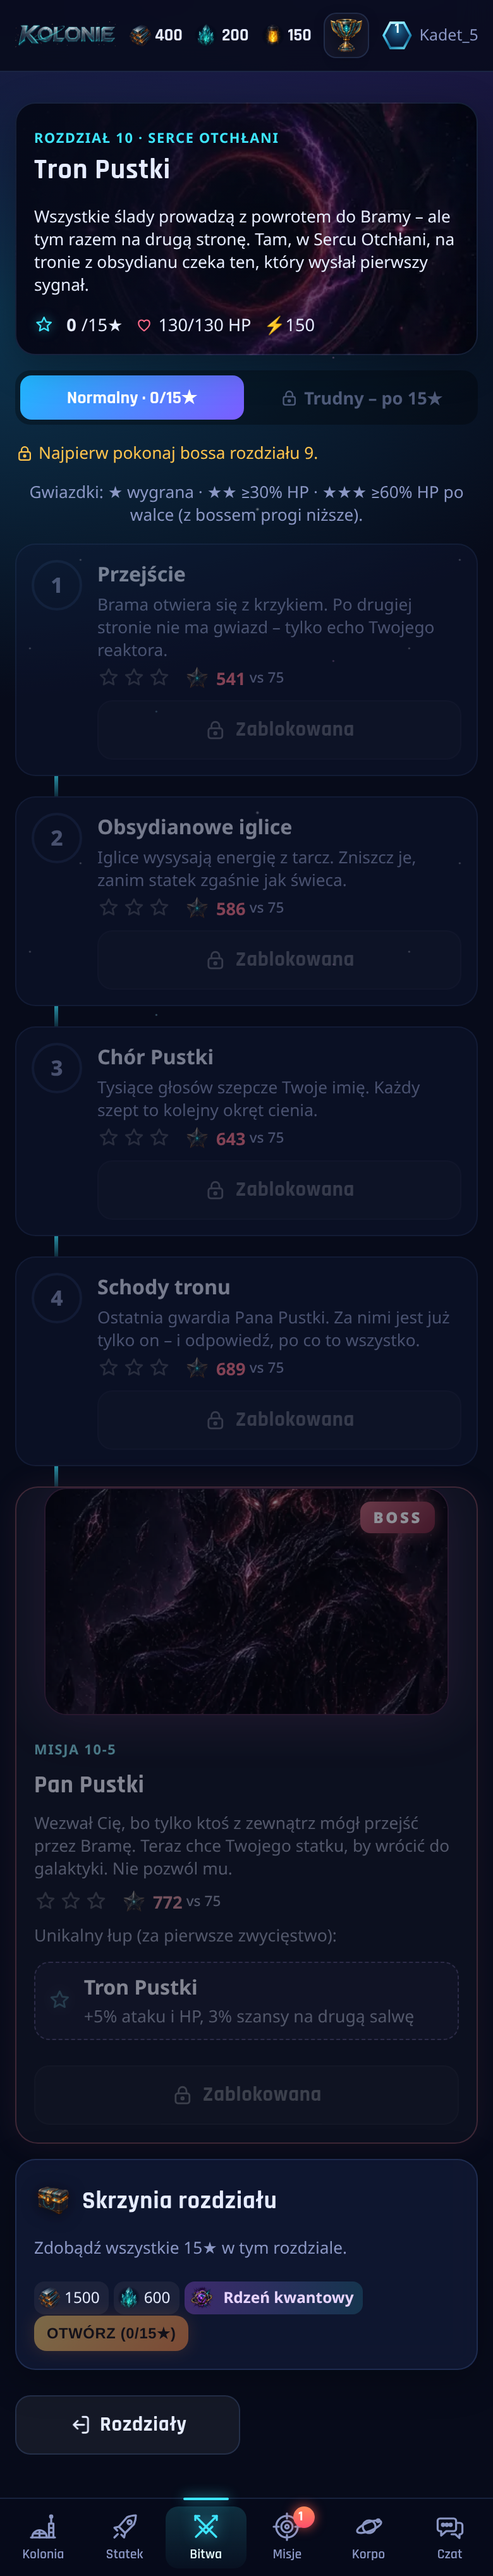 KOLONIE 400 200 150 1 Kadet_5
ROZDZIAŁ 10 · SERCE OTCHŁANI
Tron Pustki
Wszystkie ślady prowadzą z powrotem do Bramy – ale
tym razem na drugą stronę. Tam, w Sercu Otchłani, na
tronie z obsydianu czeka ten, który wysłał pierwszy
sygnał.
0 /15★ 130/130 HP ⚡150
Normalny · 0/15★ Trudny – po 15★
Najpierw pokonaj bossa rozdziału 9.
Gwiazdki: ★ wygrana · ★★ ≥30% HP · ★★★ ≥60% HP po
walce (z bossem progi niższe).
1 Przejście
Brama otwiera się z krzykiem. Po drugiej
stronie nie ma gwiazd – tylko echo Twojego
reaktora.
541 vs 75
Zablokowana
2 Obsydianowe iglice
Iglice wysysają energię z tarcz. Zniszcz je,
zanim statek zgaśnie jak świeca.
586 vs 75
Zablokowana
3 Chór Pustki
Tysiące głosów szepcze Twoje imię. Każdy
szept to kolejny okręt cienia.
643 vs 75
Zablokowana
4 Schody tronu
Ostatnia gwardia Pana Pustki. Za nimi jest już
tylko on – i odpowiedź, po co to wszystko.
689 vs 75
Zablokowana
BOSS
MISJA 10-5
Pan Pustki
Wezwał Cię, bo tylko ktoś z zewnątrz mógł przejść
przez Bramę. Teraz chce Twojego statku, by wrócić do
galaktyki. Nie pozwól mu.
772 vs 75
Unikalny łup (za pierwsze zwycięstwo):
Tron Pustki
+5% ataku i HP, 3% szansy na drugą salwę
Zablokowana
Skrzynia rozdziału
Zdobądź wszystkie 15★ w tym rozdziale.
1500 600 Rdzeń kwantowy
OTWÓRZ (0/15★)
Rozdziały
1
Kolonia Statek Bitwa Misje Korpo Czat